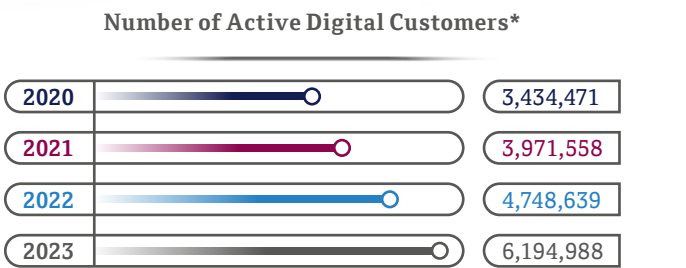 Number of Active Digital Customers*
2020 3,434,471
2021 3,971,558
2022 4,748,639
2023 6,194,988